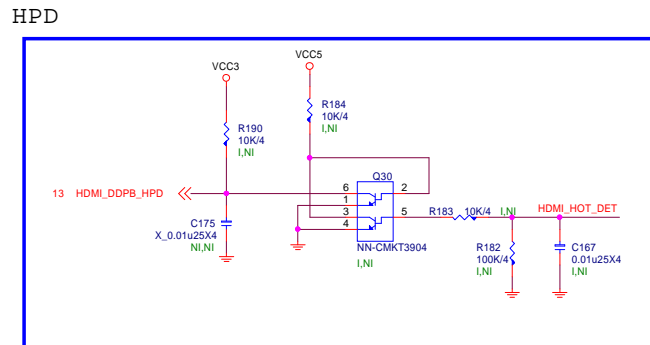 HPD
VCC3
VCC5
R190
10K/4
I,NI
R184
10K/4
I,NI
13 HDMI_DDPB_HPD
C175
X_0.01u25X4
NI,NI
Q30
6
1
3
4
2
5
NN-CMKT3904
I,NI
R183 10K/4 I,NI
HDMI_HOT_DET
R182
100K/4
I,NI
C167
0.01u25X4
I,NI